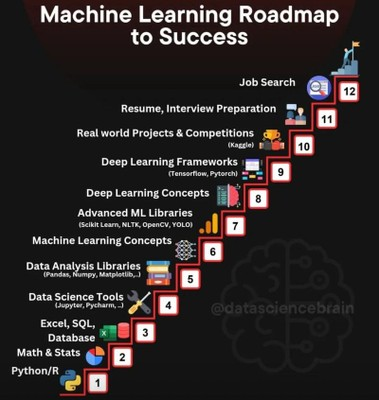 Machine Learning Roadmap
to Success
Job Search
12
Resume, Interview Preparation
11
Real world Projects & Competitions
(Kaggle)
10
Deep Learning Frameworks
(Tensorflow, Pytorch)
9
Deep Learning Concepts
8
Advanced ML Libraries
(Scikit Learn, NLTK, OpenCV, YOLO)
7
Machine Learning Concepts
6
Data Analysis Libraries
(Pandas, Numpy, Matplotlib,..)
5
Data Science Tools
(Jupyter, Pycharm, ..)
4
@datasciencebrain
Excel, SQL,
Database
3
Math & Stats
2
Python/R
1